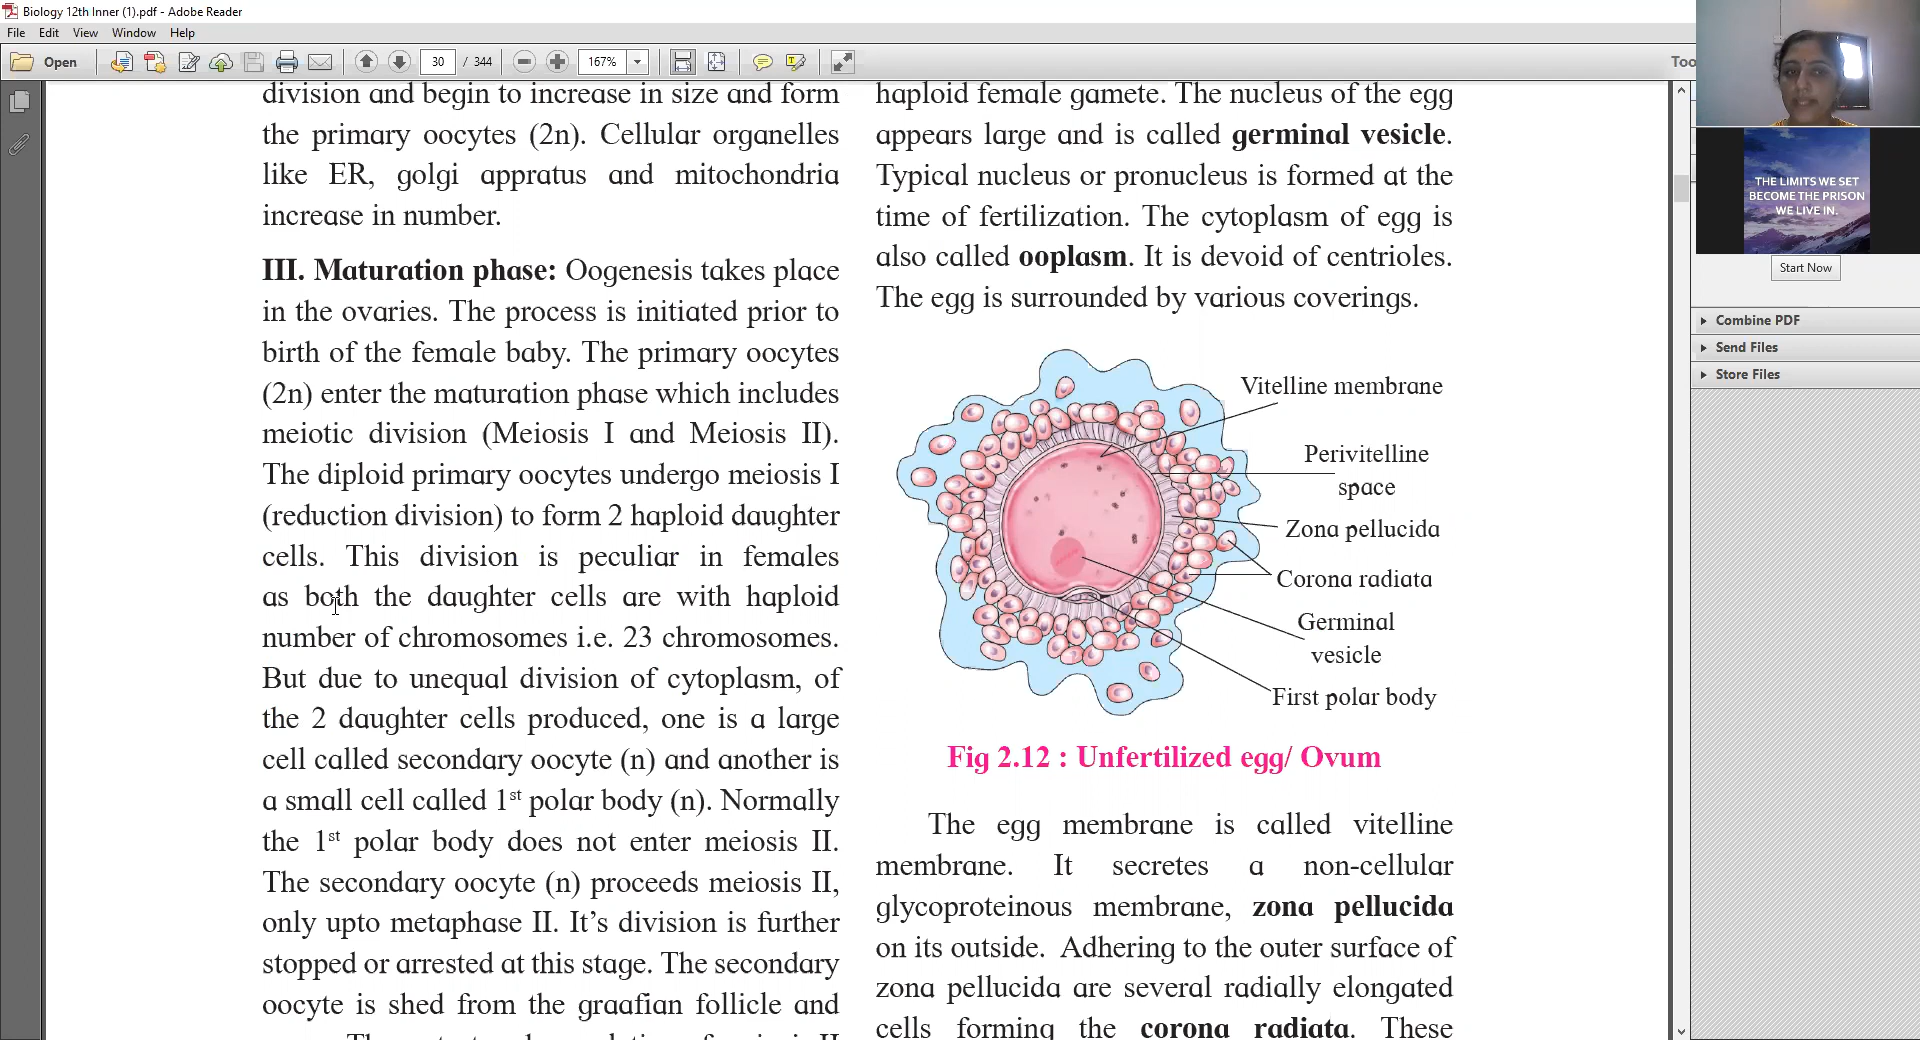 Biology 12th Inner (1).pdf - Adobe Reader
File Edit View Window Help
Open 30 / 344 167% Too
division and begin to increase in size and form
the primary oocytes (2n). Cellular organelles
like ER, golgi appratus and mitochondria
increase in number.
III. Maturation phase: Oogenesis takes place
in the ovaries. The process is initiated prior to
birth of the female baby. The primary oocytes
(2n) enter the maturation phase which includes
meiotic division (Meiosis I and Meiosis II).
The diploid primary oocytes undergo meiosis I
(reduction division) to form 2 haploid daughter
cells. This division is peculiar in females
as both the daughter cells are with haploid
number of chromosomes i.e. 23 chromosomes.
But due to unequal division of cytoplasm, of
the 2 daughter cells produced, one is a large
cell called secondary oocyte (n) and another is
a small cell called 1st polar body (n). Normally
the 1st polar body does not enter meiosis II.
The secondary oocyte (n) proceeds meiosis II,
only upto metaphase II. It’s division is further
stopped or arrested at this stage. The secondary
oocyte is shed from the graafian follicle and
haploid female gamete. The nucleus of the egg
appears large and is called germinal vesicle.
Typical nucleus or pronucleus is formed at the
time of fertilization. The cytoplasm of egg is
also called ooplasm. It is devoid of centrioles.
The egg is surrounded by various coverings.
Vitelline membrane
Perivitelline
space
Zona pellucida
Corona radiata
Germinal
vesicle
First polar body
Fig 2.12 : Unfertilized egg/ Ovum
The egg membrane is called vitelline
membrane. It secretes a non-cellular
glycoproteinous membrane, zona pellucida
on its outside. Adhering to the outer surface of
zona pellucida are several radially elongated
cells forming the corona radiata. These
THE LIMITS WE SET
BECOME THE PRISON
WE LIVE IN.
Start Now
Combine PDF
Send Files
Store Files